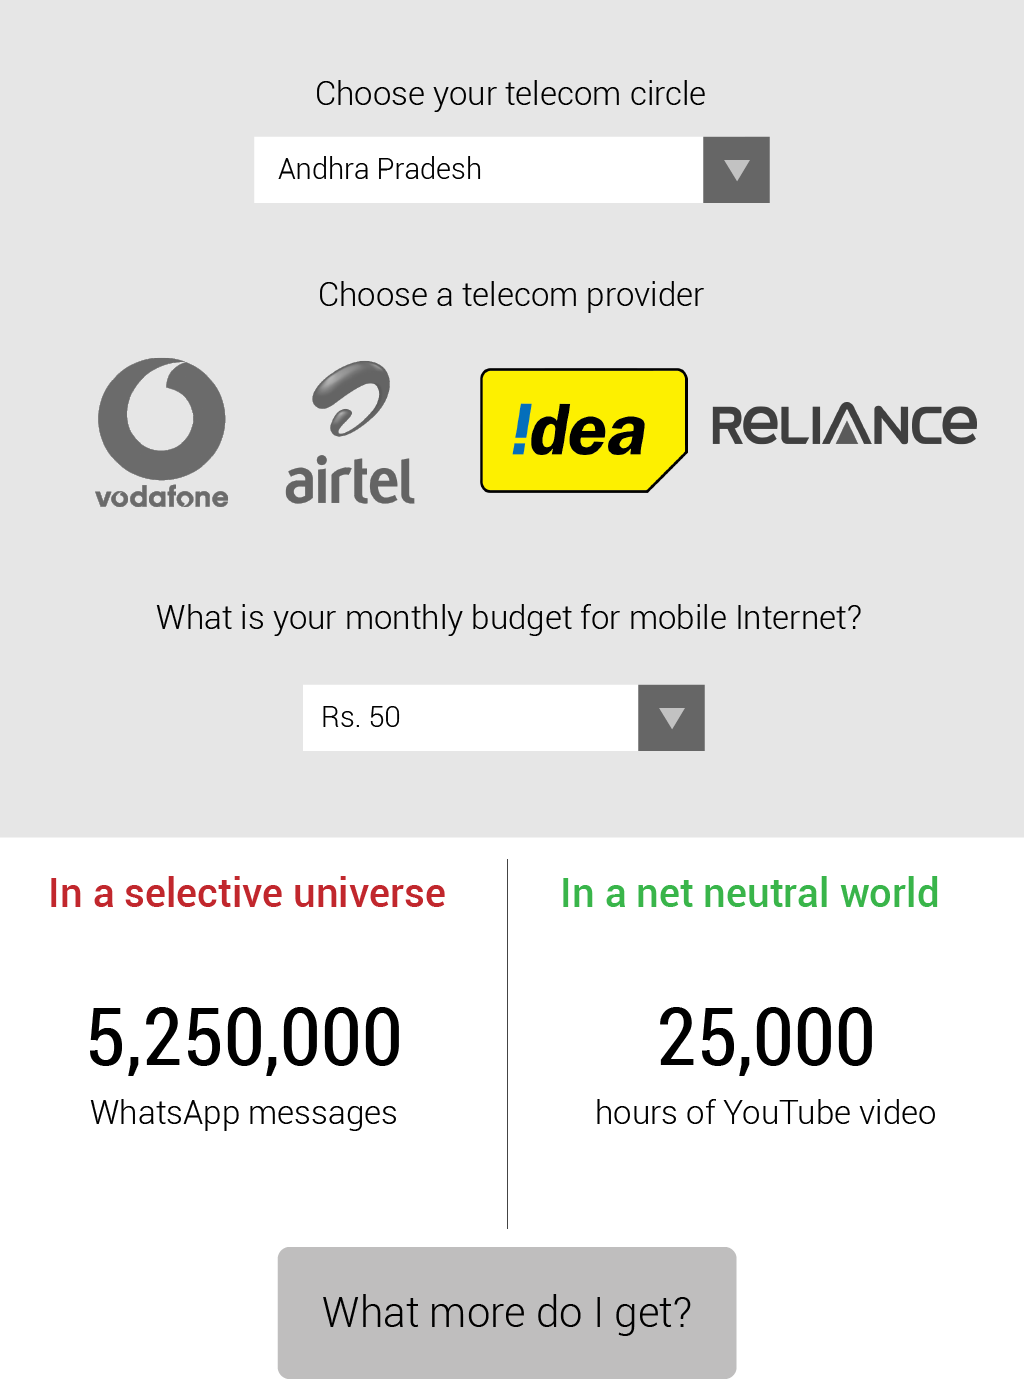 Choose your telecom circle
Andhra Pradesh
Choose a telecom provider
vodafone
airtel
!dea
RELIANCE
What is your monthly budget for mobile Internet?
Rs. 50
In a selective universe
In a net neutral world
5,250,000
25,000
WhatsApp messages
hours of YouTube video
What more do I get?